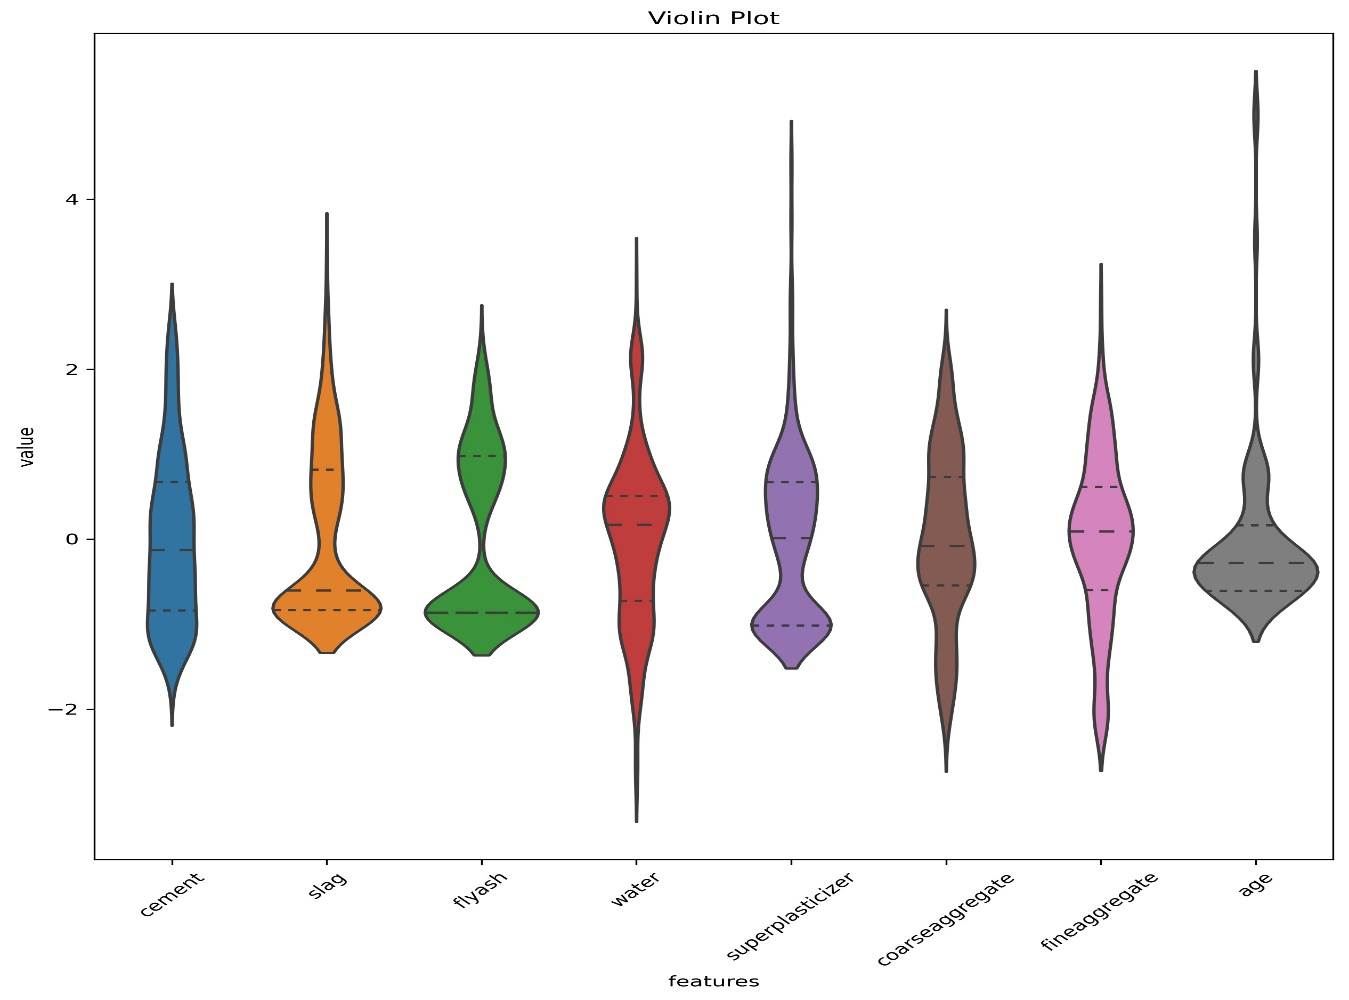 Violin Plot
4
2
0
−2
value
cement
slag
flyash
water
superplasticizer
coarseaggregate
fineaggregate
age
features